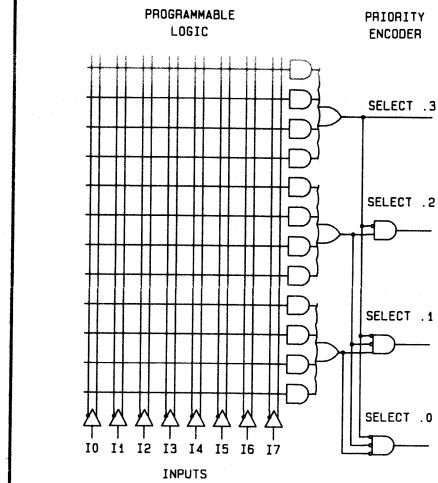 PROGRAMMABLE
LOGIC
PRIORITY
ENCODER
SELECT .3
SELECT .2
SELECT .1
SELECT .0
I0 I1 I2 I3 I4 I5 I6 I7
INPUTS